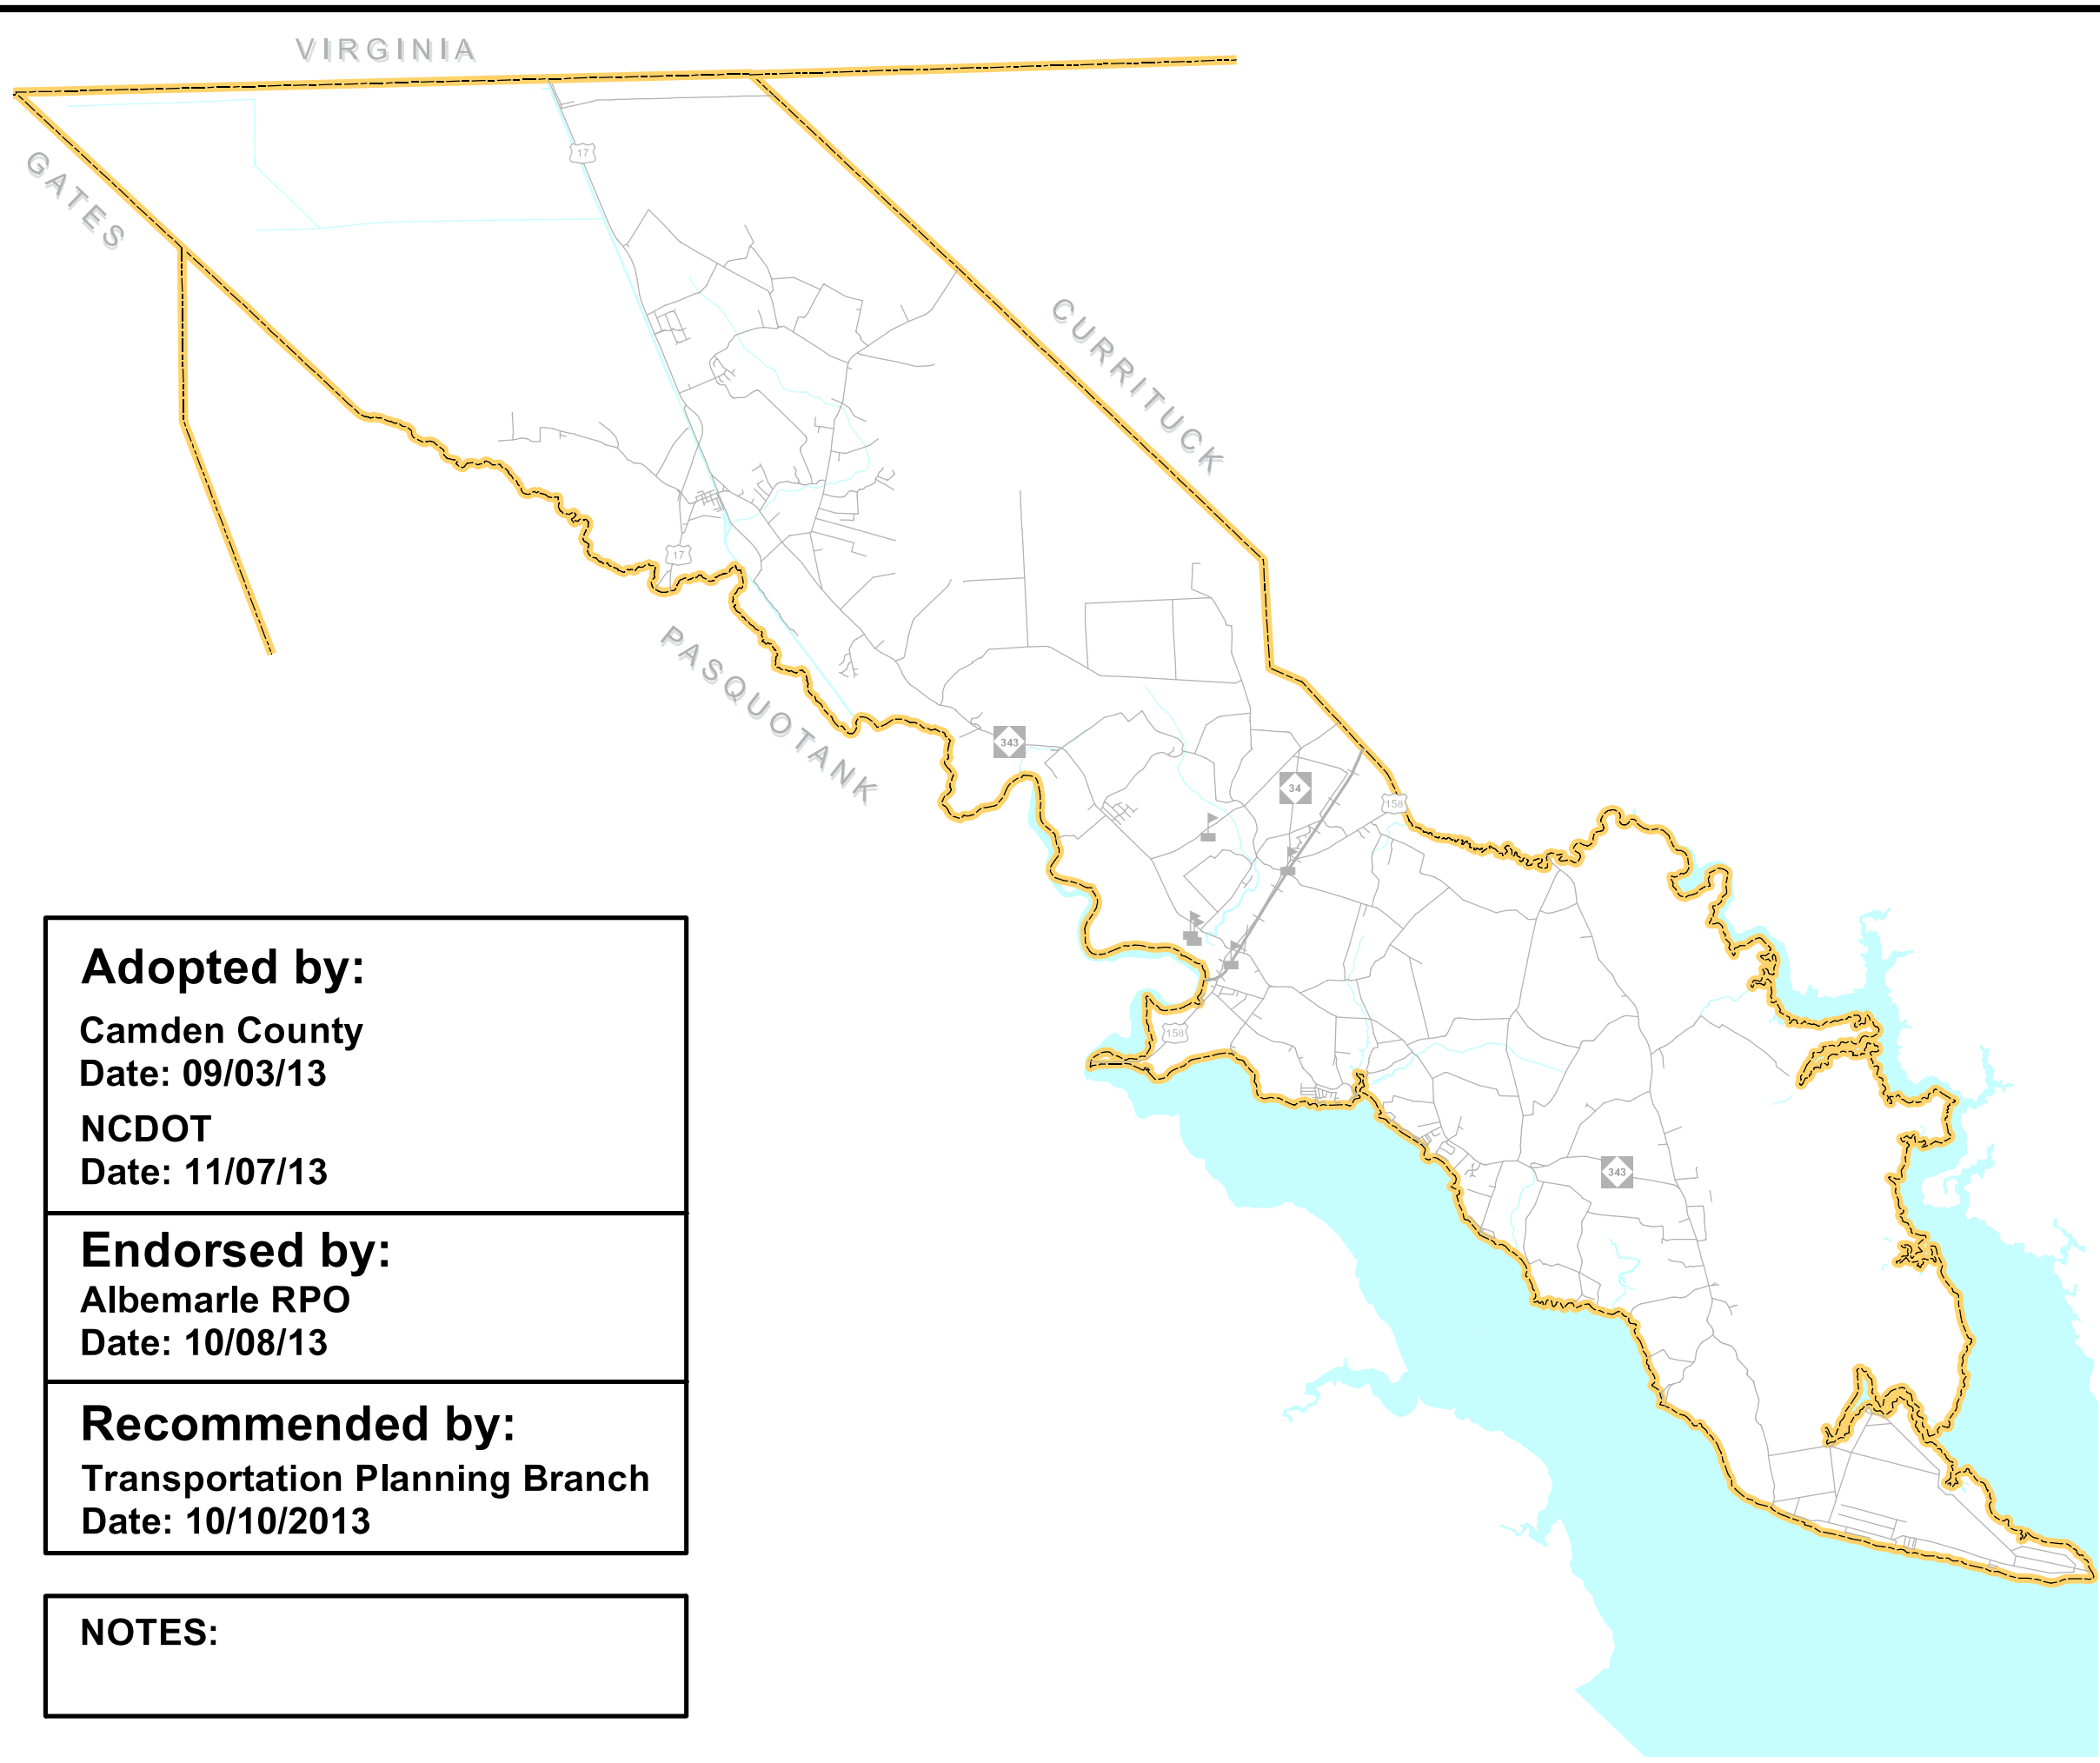 VIRGINIA
GATES
17
CURRITUCK
17
PASQUOTANK
343
34
158
158
343
Adopted by:
Camden County
Date: 09/03/13
NCDOT
Date: 11/07/13
Endorsed by:
Albemarle RPO
Date: 10/08/13
Recommended by:
Transportation Planning Branch
Date: 10/10/2013
NOTES: